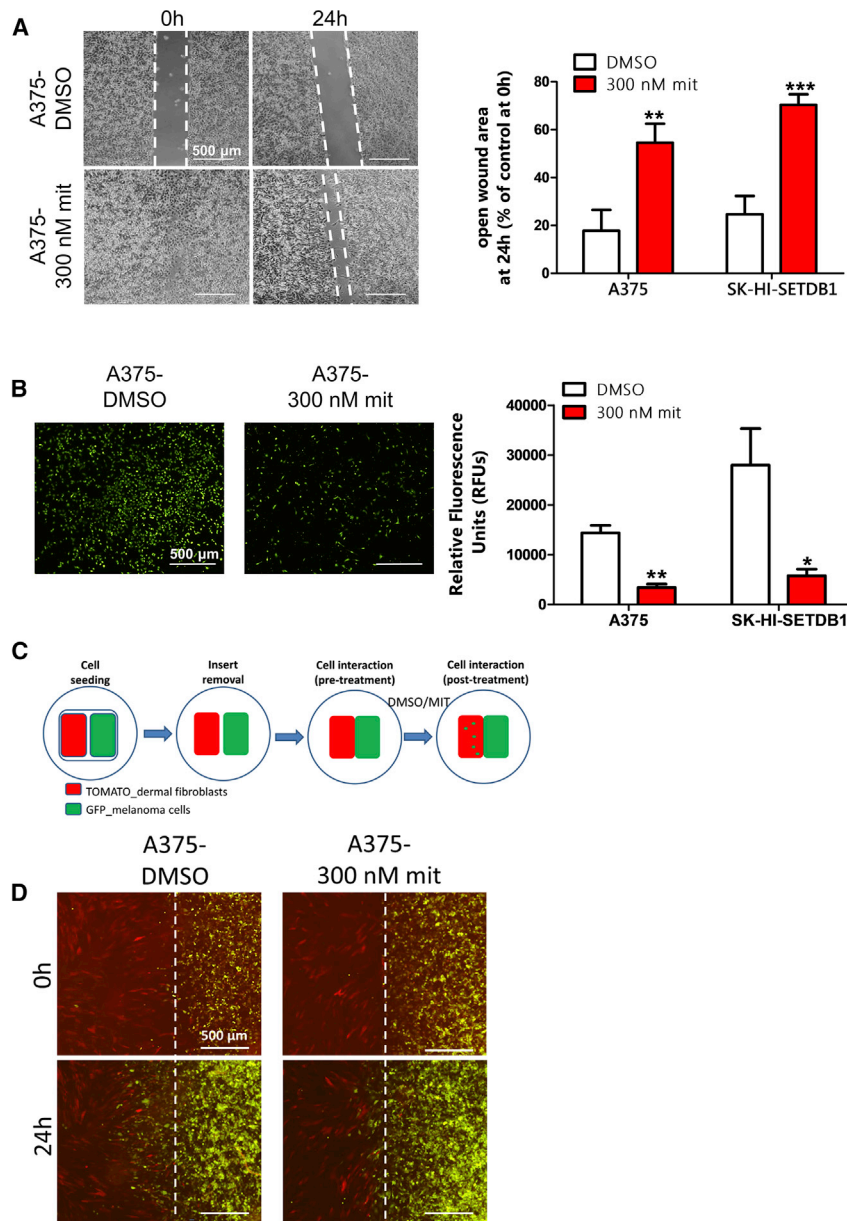 A
0h
24h
A375-
DMSO
500 µm
A375-
300 nM mit
open wound area
at 24h (% of control at 0h)
80
60
40
20
0
DMSO
300 nM mit
**
***
A375
SK-HI-SETDB1
B
A375-
DMSO
A375-
300 nM mit
500 µm
Relative Fluorescence
Units (RFUs)
40000
30000
20000
10000
0
DMSO
300 nM mit
**
*
A375
SK-HI-SETDB1
C
Cell
seeding
Insert
removal
Cell interaction
(pre-treatment)
DMSO/MIT
Cell interaction
(post-treatment)
TOMATO_dermal fibroblasts
GFP_melanoma cells
D
A375-
DMSO
A375-
300 nM mit
0h
500 µm
24h